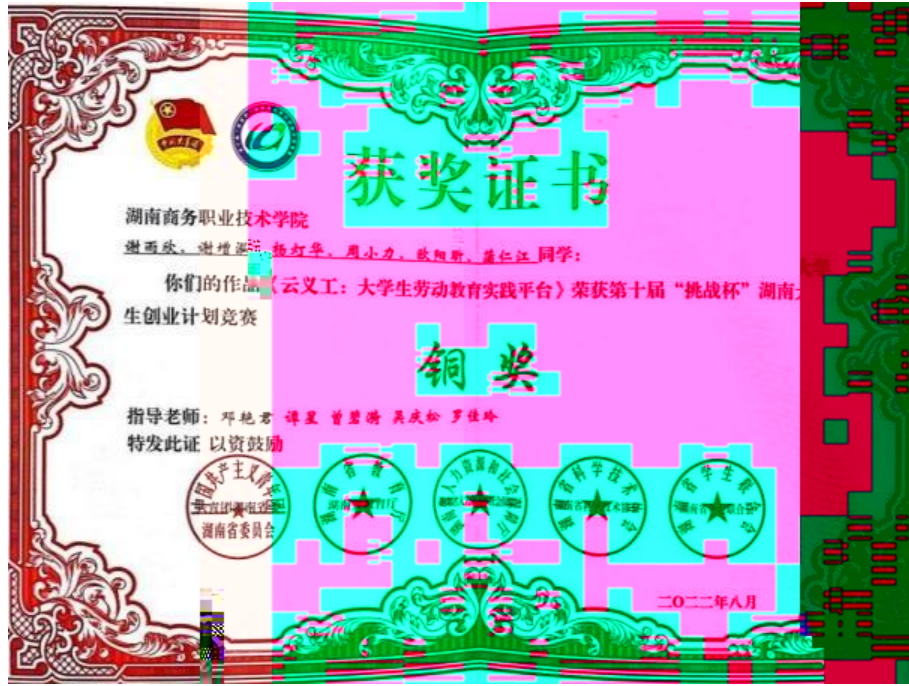 获奖证书
湖南商务职业技术学院
谢雨欣、谢增 、杨灯华、周小力、欧阳昕、蒲仁江 同学：
你们的作品《云义工：大学生劳动教育实践平台》荣获第十届“挑战杯”湖南
生创业计划竞赛
铜奖
指导老师：邓艳君 谭星 曾碧漪 吴庆松 罗佳玲
特发此证 以资鼓励
湖南省委员会
二〇二二年八月